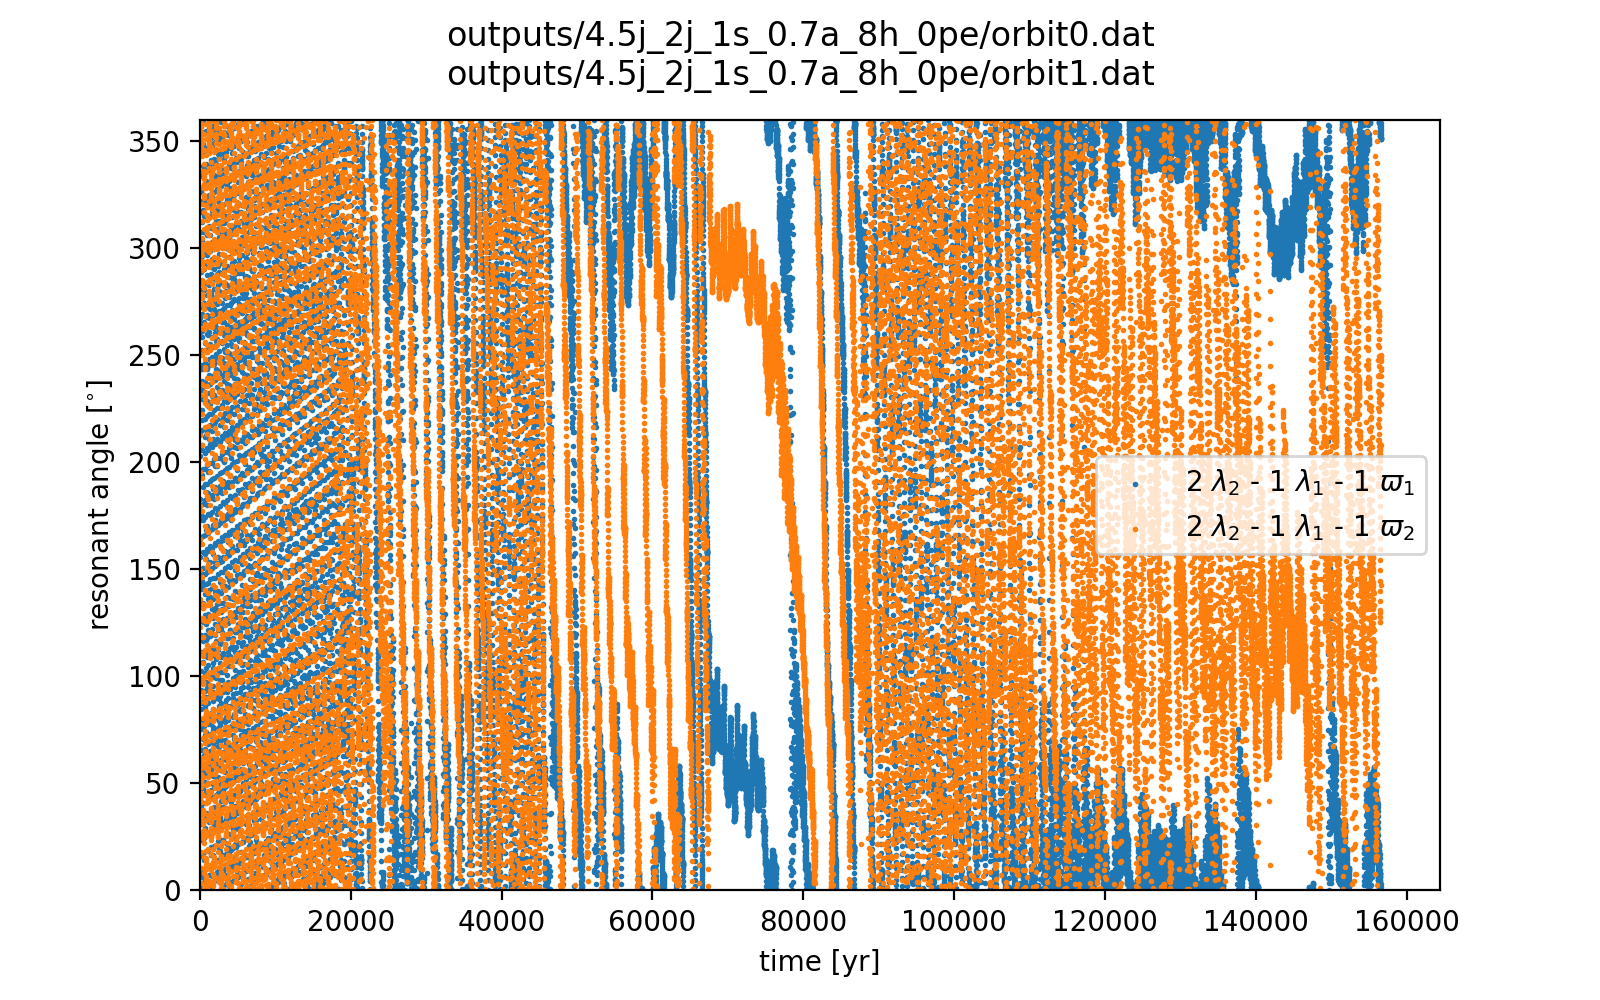 outputs/4.5j_2j_1s_0.7a_8h_0pe/orbit0.dat
outputs/4.5j_2j_1s_0.7a_8h_0pe/orbit1.dat
350
300
250
200
150
100
50
0
resonant angle [°]
2 λ₂ - 1 λ₁ - 1 ϖ₁
2 λ₂ - 1 λ₁ - 1 ϖ₂
0 20000 40000 60000 80000 100000 120000 140000 160000
time [yr]